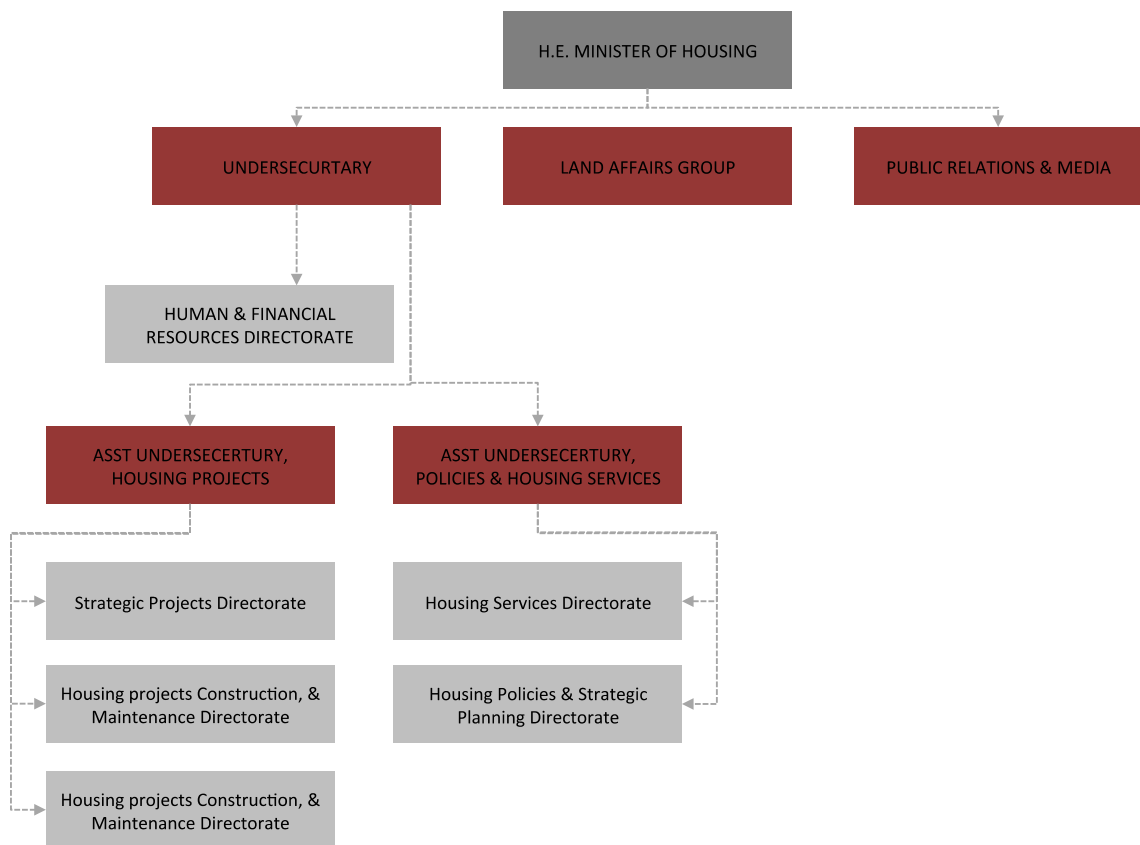 H.E. MINISTER OF HOUSING
UNDERSECURTARY
LAND AFFAIRS GROUP
PUBLIC RELATIONS & MEDIA
HUMAN & FINANCIAL
RESOURCES DIRECTORATE
ASST UNDERSECERTURY,
HOUSING PROJECTS
ASST UNDERSECERTURY,
POLICIES & HOUSING SERVICES
Strategic Projects Directorate
Housing Services Directorate
Housing projects Construction, &
Maintenance Directorate
Housing Policies & Strategic
Planning Directorate
Housing projects Construction, &
Maintenance Directorate